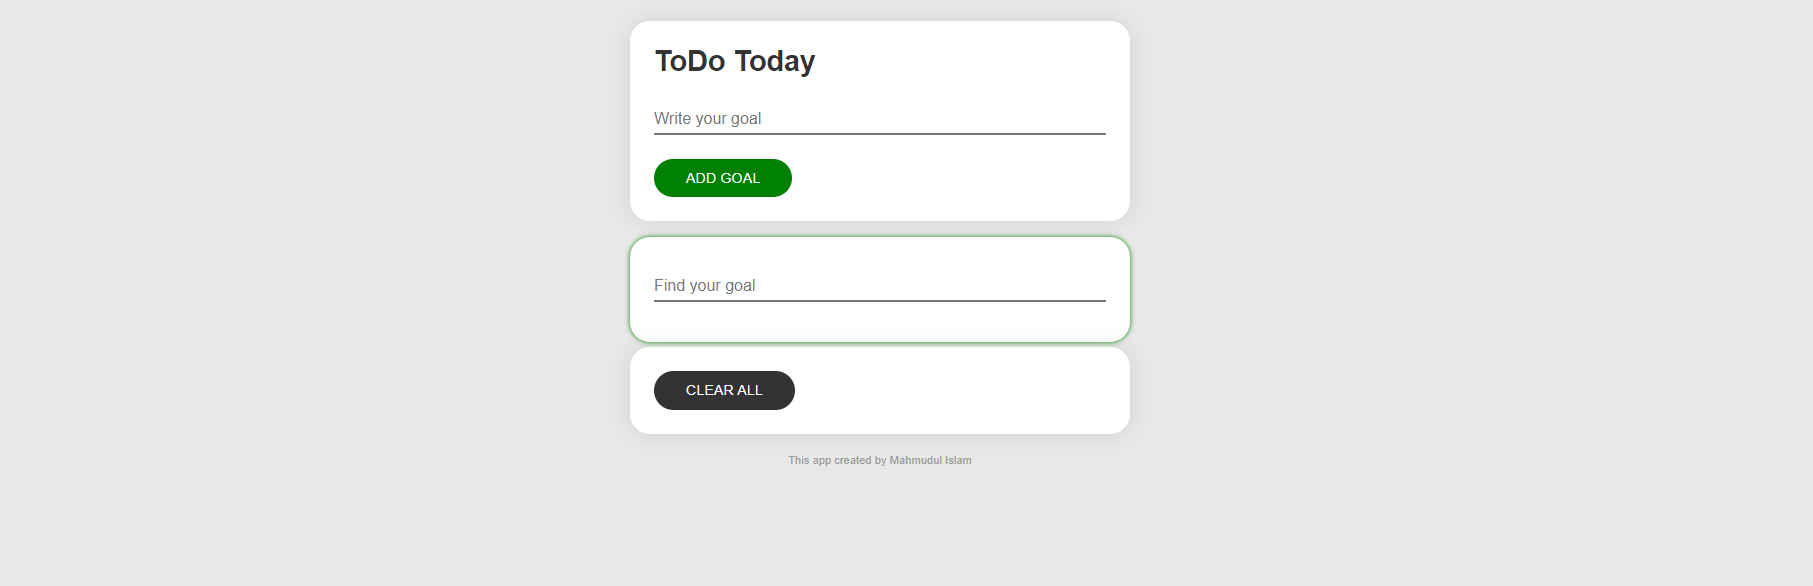 ToDo Today
Write your goal
ADD GOAL
Find your goal
CLEAR ALL
This app created by Mahmudul Islam